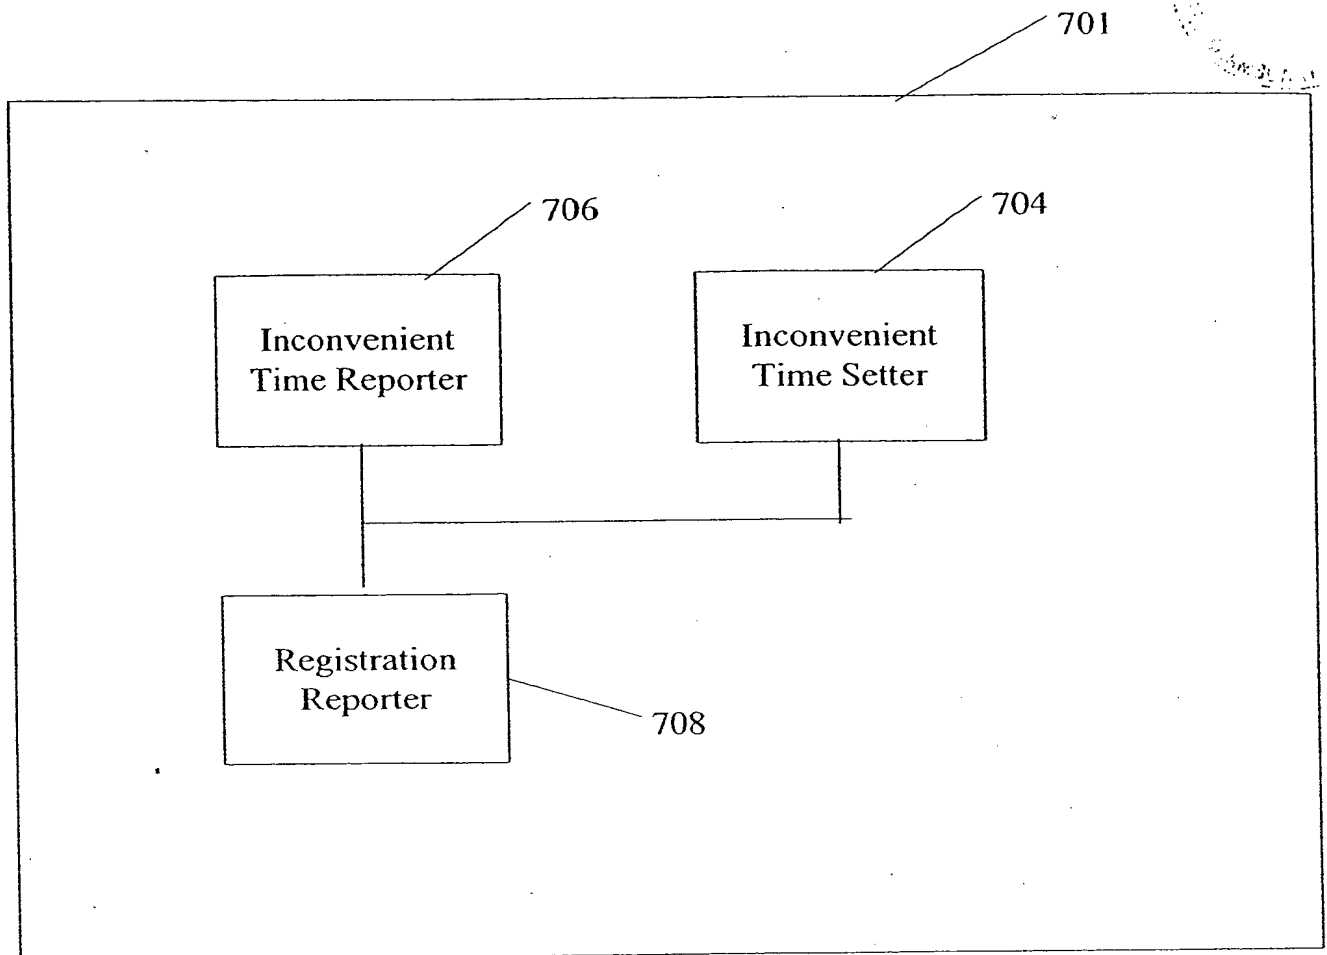 701
706
704
Inconvenient
Time Reporter
Inconvenient
Time Setter
Registration
Reporter
708